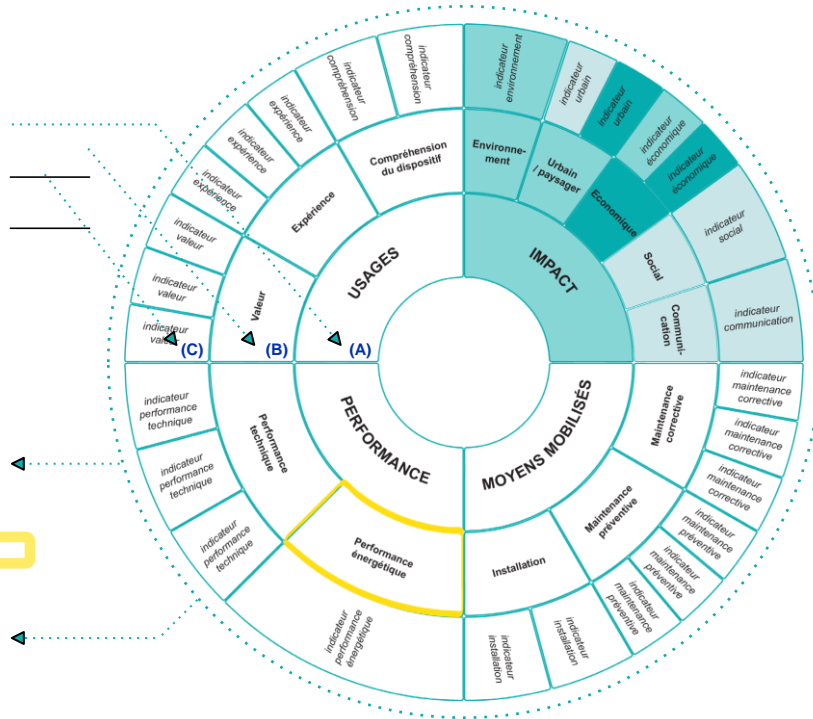 indicateur
compréhension
indicateur
compréhension
indicateur
environnement
indicateur
urbain
indicateur
urbain
indicateur
économique
indicateur
économique
indicateur
social
indicateur
communication
indicateur
expérience
indicateur
expérience
indicateur
expérience
indicateur
valeur
indicateur
valeur
indicateur
valeur
Compréhension
du dispositif
Expérience
Valeur
Environne-
ment
Urbain
/ paysager
Economique
Social
Communi-
cation
USAGES
IMPACT
(C)
(B)
(A)
PERFORMANCE
MOYENS MOBILISÉS
Performance
technique
Performance
énergétique
Installation
Maintenance
préventive
Maintenance
corrective
indicateur
performance
technique
indicateur
performance
technique
indicateur
performance
technique
indicateur
performance
énergétique
indicateur
installation
indicateur
installation
indicateur
maintenance
préventive
indicateur
maintenance
préventive
indicateur
maintenance
préventive
indicateur
maintenance
corrective
indicateur
maintenance
corrective
indicateur
maintenance
corrective